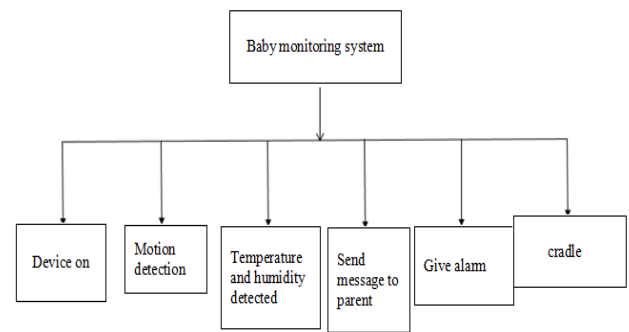 Baby monitoring system
Device on
Motion
detection
Temperature
and humidity
detected
Send
message to
parent
Give alarm
cradle